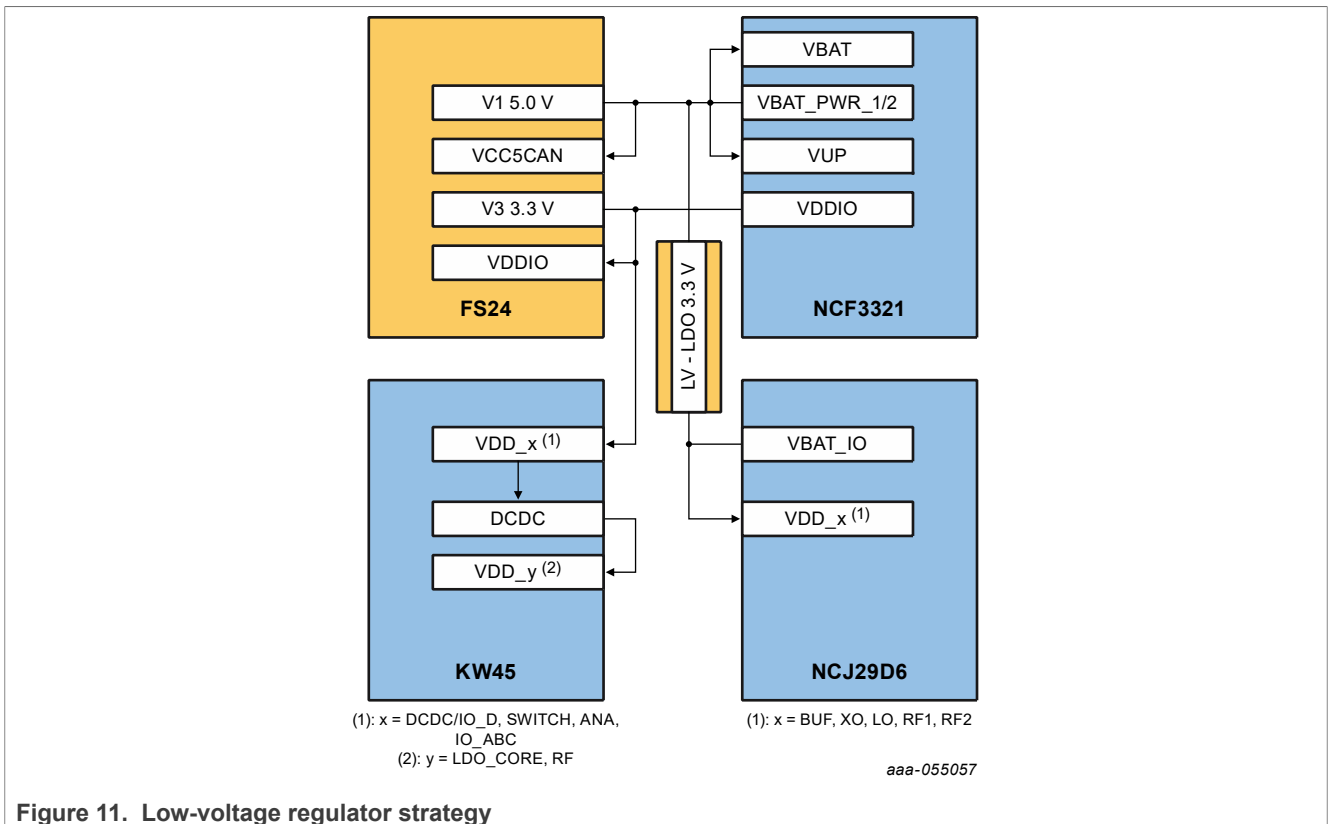 V1 5.0 V
VCC5CAN
V3 3.3 V
VDDIO
FS24
VBAT
VBAT_PWR_1/2
VUP
VDDIO
NCF3321
LV - LDO 3.3 V
VDD_x (1)
DCDC
VDD_y (2)
KW45
VBAT_IO
VDD_x (1)
NCJ29D6
(1): x = DCDC/IO_D, SWITCH, ANA,
IO_ABC
(2): y = LDO_CORE, RF
(1): x = BUF, XO, LO, RF1, RF2
aaa-055057
Figure 11. Low-voltage regulator strategy